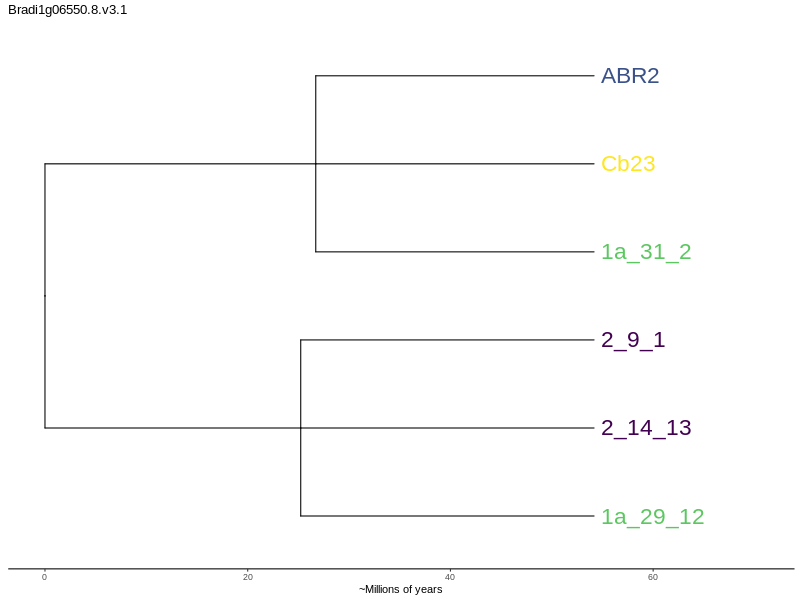 Bradi1g06550.8.v3.1
ABR2
Cb23
1a_31_2
2_9_1
2_14_13
1a_29_12
0 20 40 60
~Millions of years